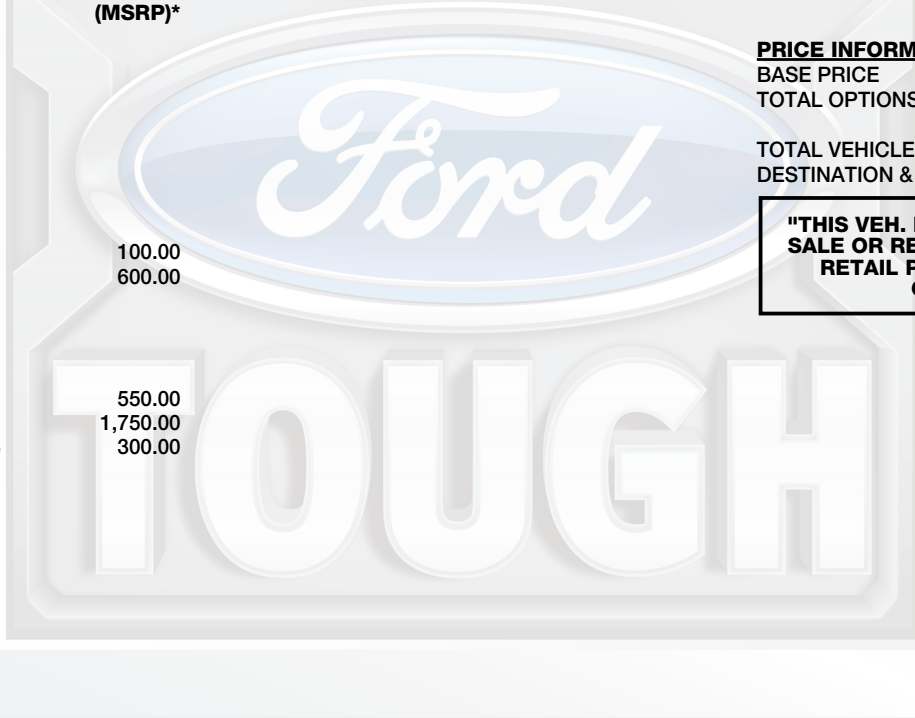 (MSRP)*
Ford
100.00
600.00
550.00
1,750.00
300.00
TOUGH
PRICE INFORM
BASE PRICE
TOTAL OPTIONS
TOTAL VEHICLE
DESTINATION &
"THIS VEH.
SALE OR RE
RETAIL P